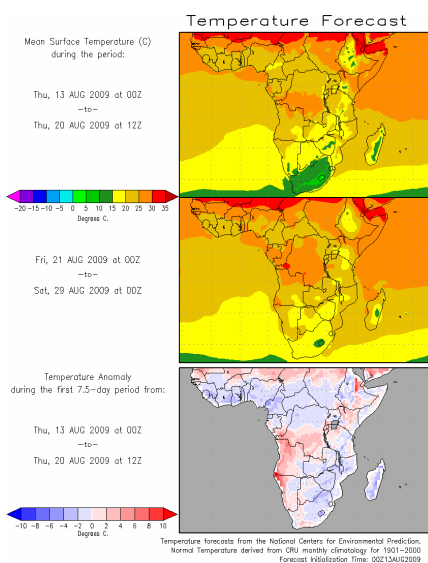 Temperature Forecast
Mean Surface Temperature (C)
during the period:
Thu, 13 AUG 2009 at 00Z
-to-
Thu, 20 AUG 2009 at 12Z
-20 -15 -10 -5 0 5 10 15 20 25 30 35
Degrees C.
Fri, 21 AUG 2009 at 00Z
-to-
Sat, 29 AUG 2009 at 00Z
Temperature Anomaly
during the first 7.5-day period from:
Thu, 13 AUG 2009 at 00Z
-to-
Thu, 20 AUG 2009 at 12Z
-10 -8 -6 -4 -2 0 2 4 6 8 10
Degrees C.
Temperature forecasts from the National Centers for Environmental Prediction.
Normal Temperature derived from CRU monthly climatology for 1901-2000
Forecast Initialization Time: 00Z13AUG2009